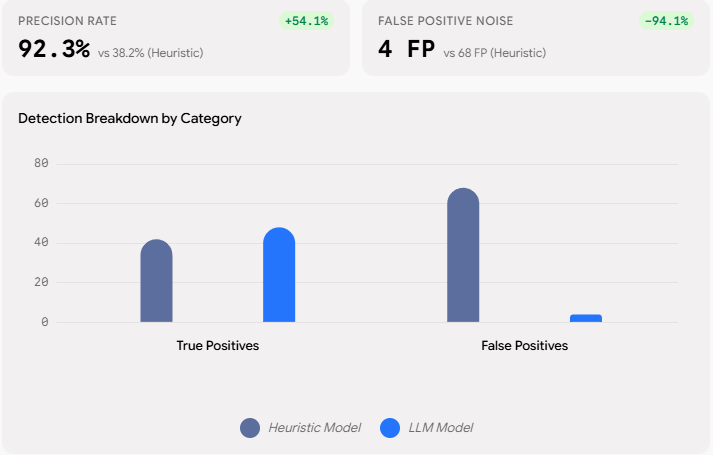 PRECISION RATE
+54.1%
92.3% vs 38.2% (Heuristic)
FALSE POSITIVE NOISE
-94.1%
4 FP vs 68 FP (Heuristic)
Detection Breakdown by Category
80
60
40
20
0
True Positives
False Positives
Heuristic Model
LLM Model